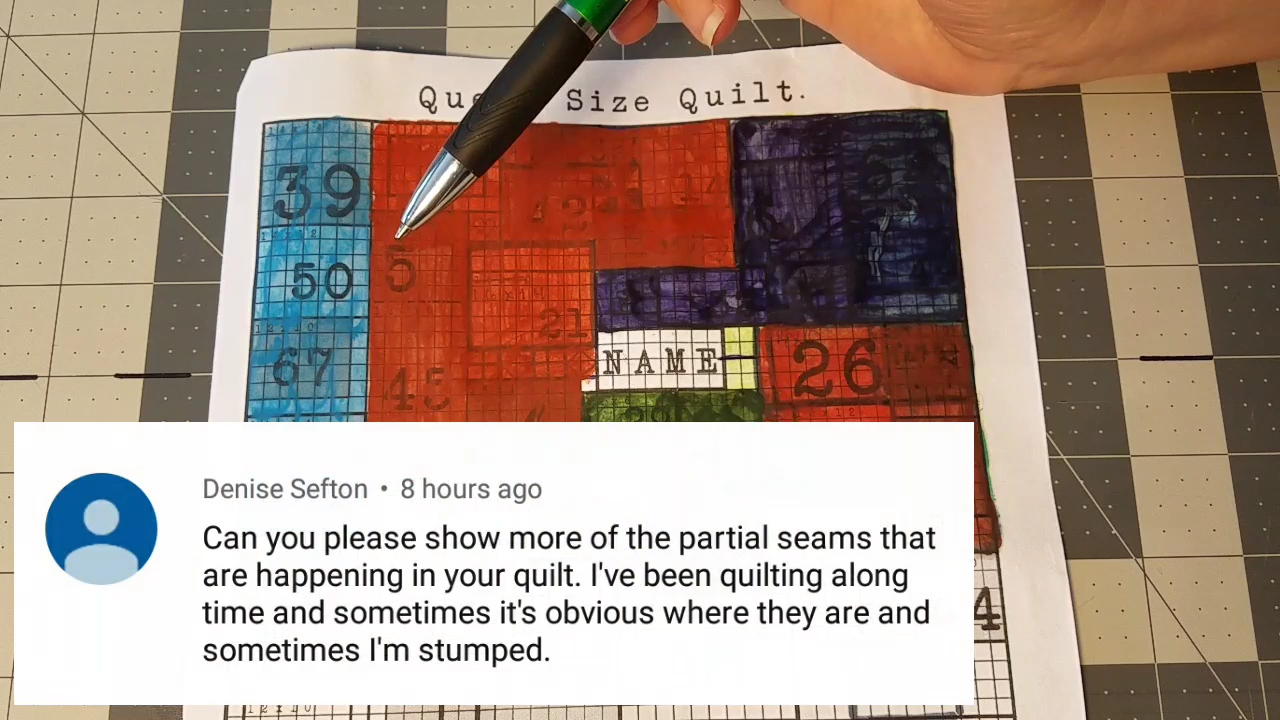 Size Quilt.
39
50
5
21
67
NAME
26
45
Denise Sefton • 8 hours ago
Can you please show more of the partial seams that
are happening in your quilt. I've been quilting along
time and sometimes it's obvious where they are and
sometimes I'm stumped.
4